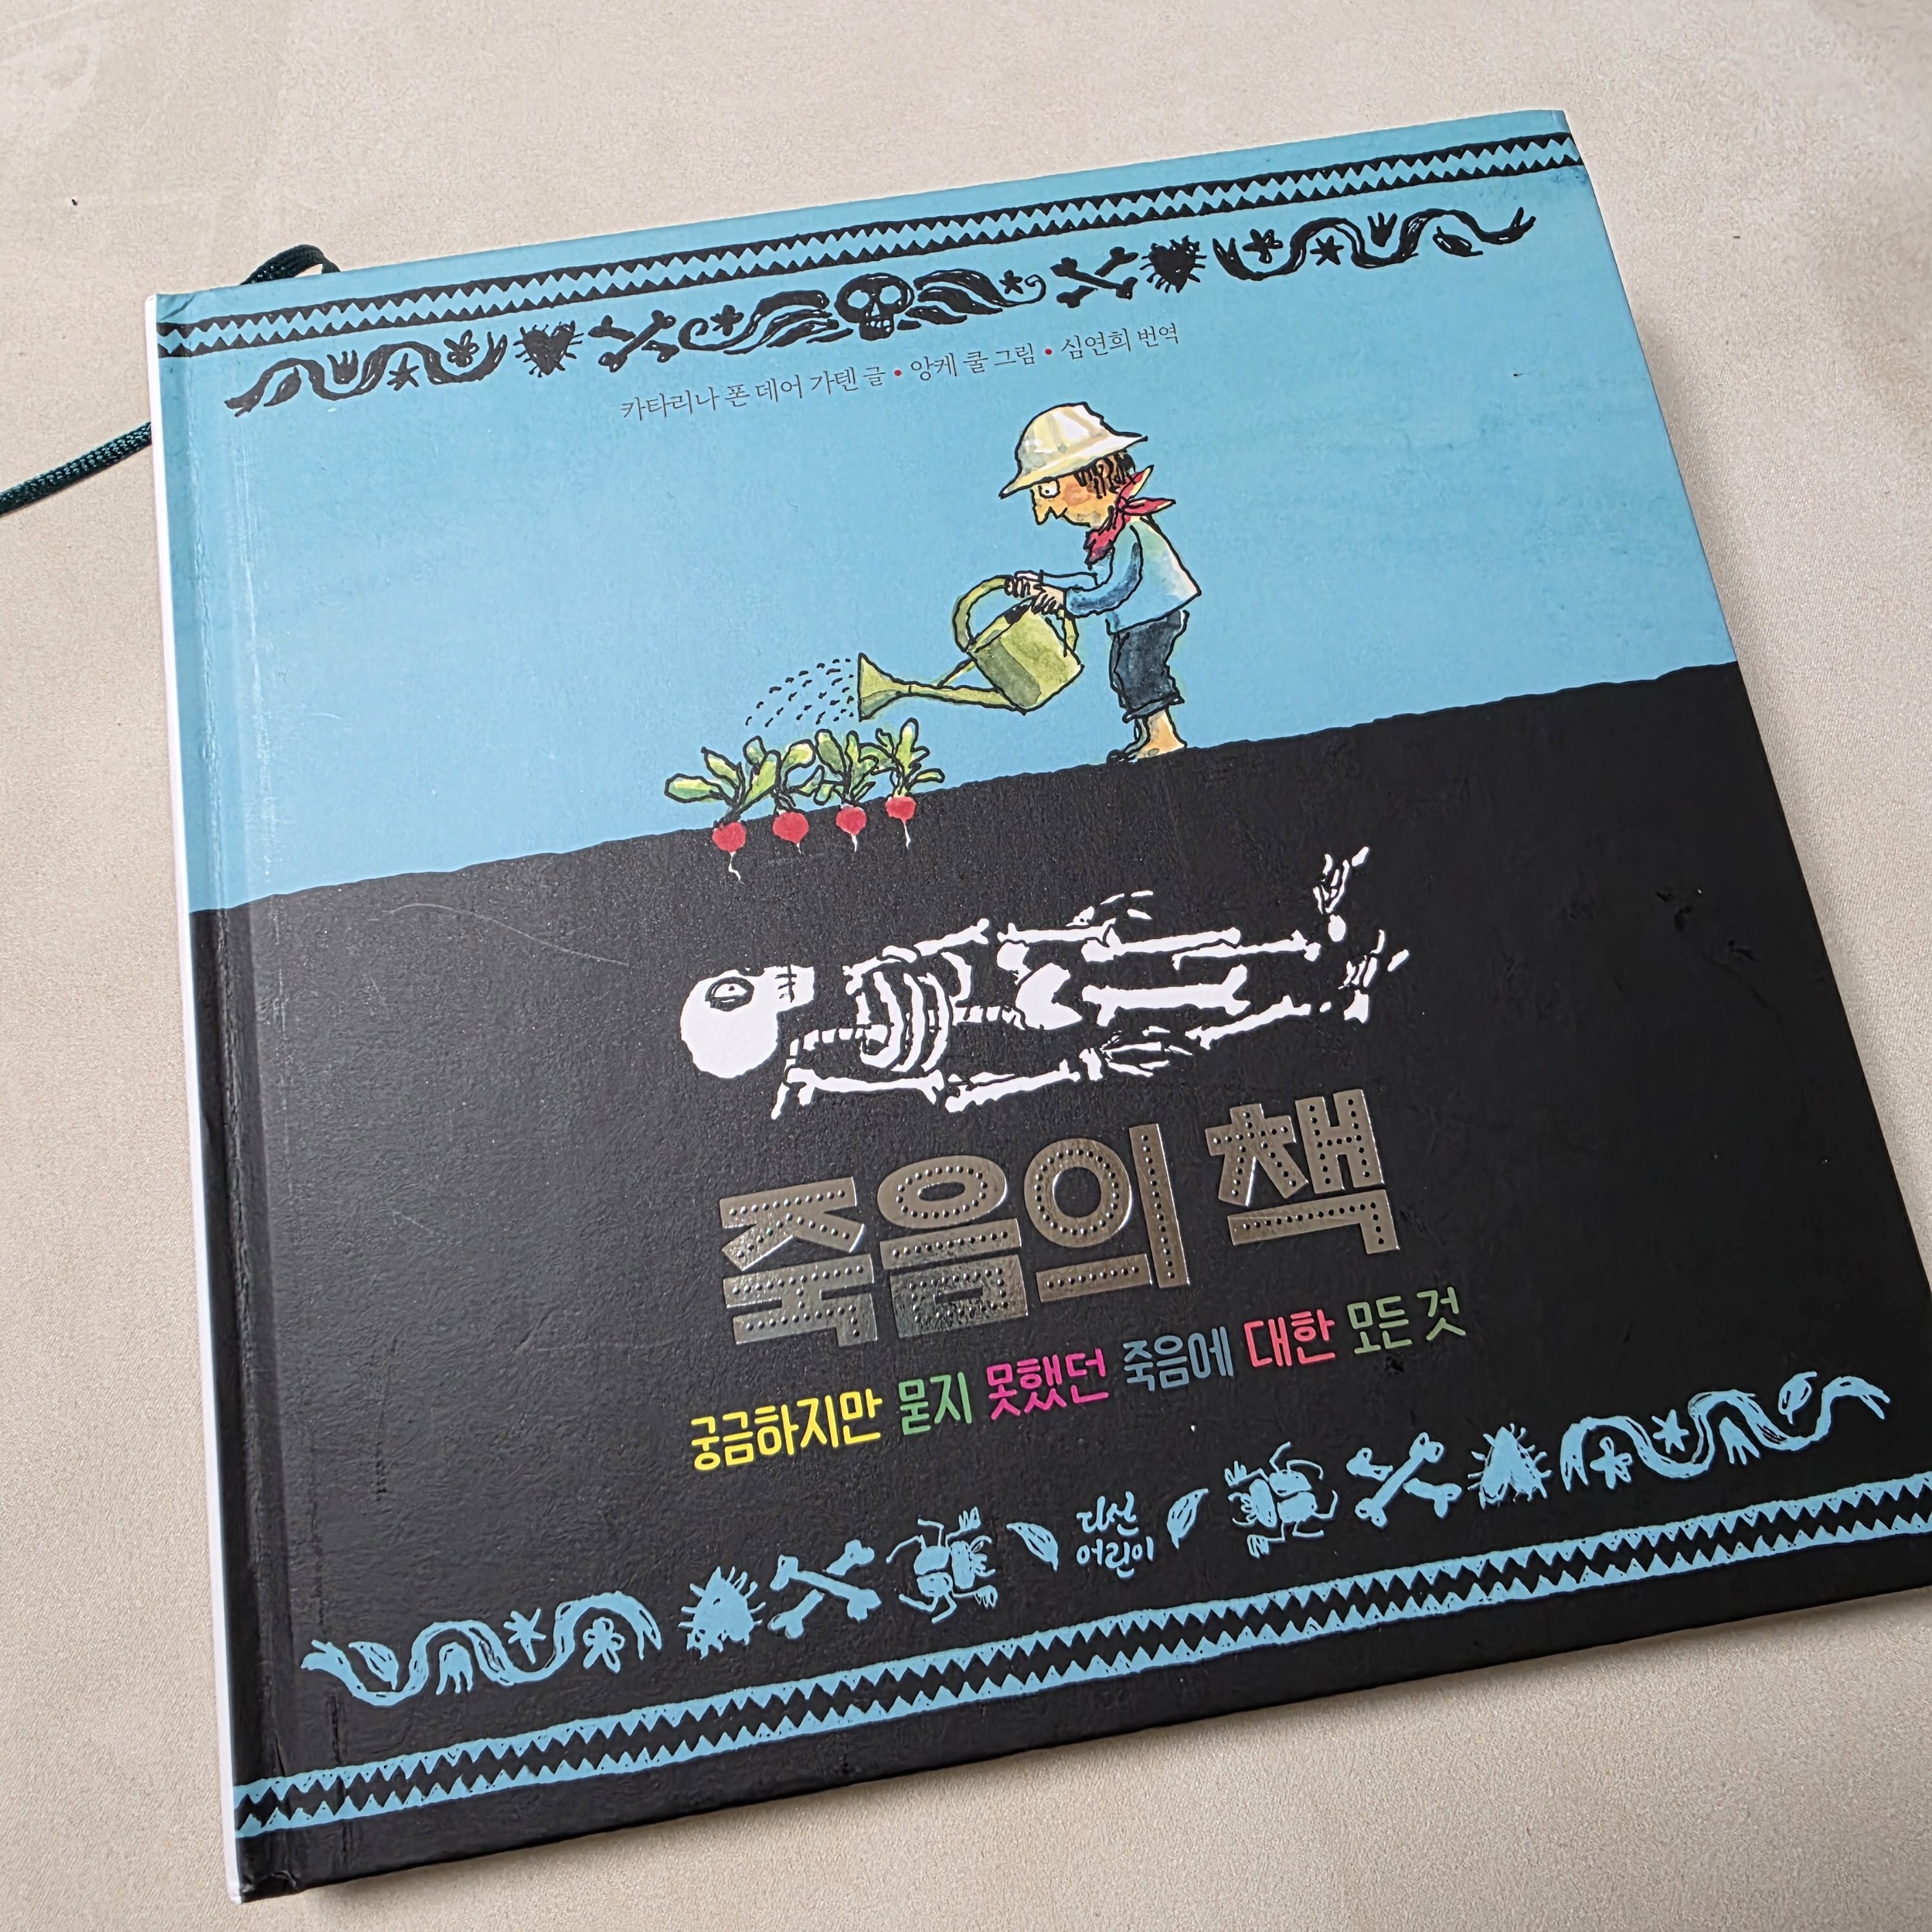 카타리나 폰 데어 가텐 글 • 앙케 쿨 그림 • 심연희 번역
죽음의 책
궁금하지만 묻지 못했던 죽음에 대한 모든 것
다선
어린이